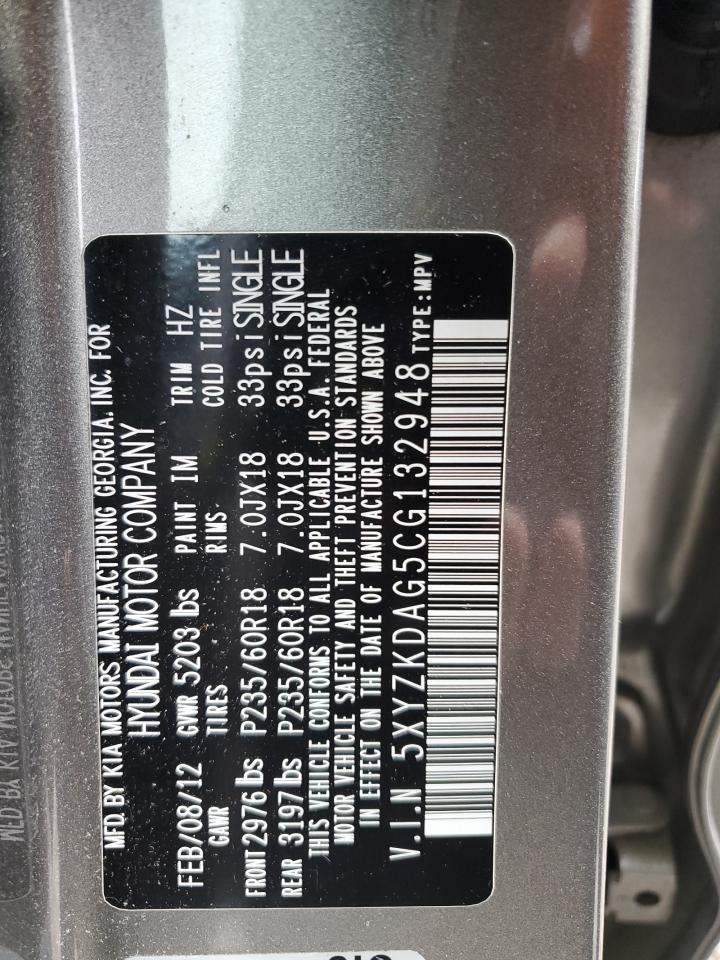 MFD. BY KIA MOTORS MANUFACTURING GEORGIA. INC. FOR
HYUNDAI MOTOR COMPANY
FEB/08/12 GVWR 5203 lbs PAINT IM TRIM HZ
GAWR TIRES RIMS COLD TIRE INFL
FRONT 2976 lbs P235/60R18 7.0JX18 33psi SINGLE
REAR 3197 lbs P235/60R18 7.0JX18 33psi SINGLE
THIS VEHICLE CONFORMS TO ALL APPLICABLE U.S.A. FEDERAL
MOTOR VEHICLE SAFETY AND THEFT PREVENTION STANDARDS
IN EFFECT ON THE DATE OF MANUFACTURE SHOWN ABOVE
V.I.N 5XYZKDAG5CG132948 TYPE:MPV